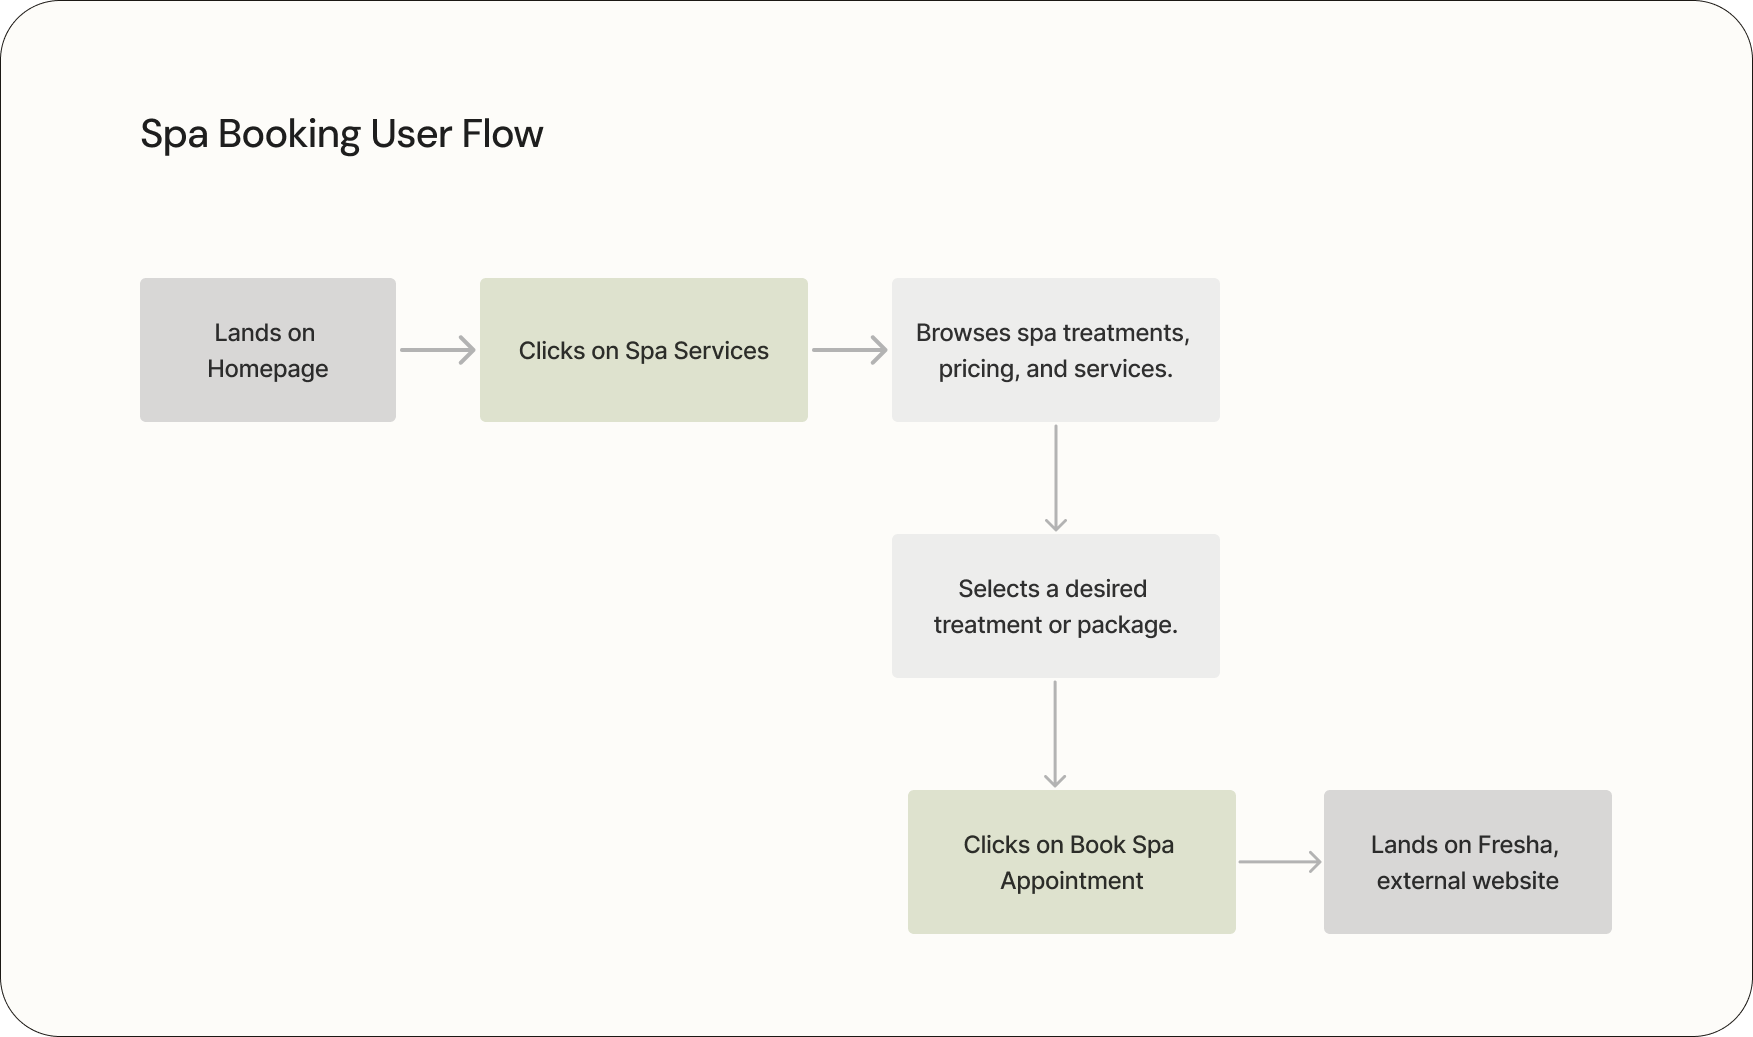 Spa Booking User Flow
Lands on
Homepage
Clicks on Spa Services
Browses spa treatments,
pricing, and services.
Selects a desired
treatment or package.
Clicks on Book Spa
Appointment
Lands on Fresha,
external website